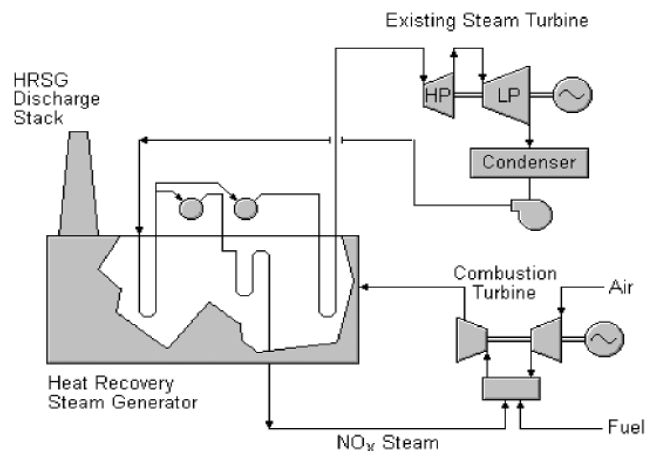 Existing Steam Turbine
HRSG
Discharge
Stack
HP
LP
Condenser
Combustion
Turbine
Air
Heat Recovery
Steam Generator
Fuel
NOX Steam